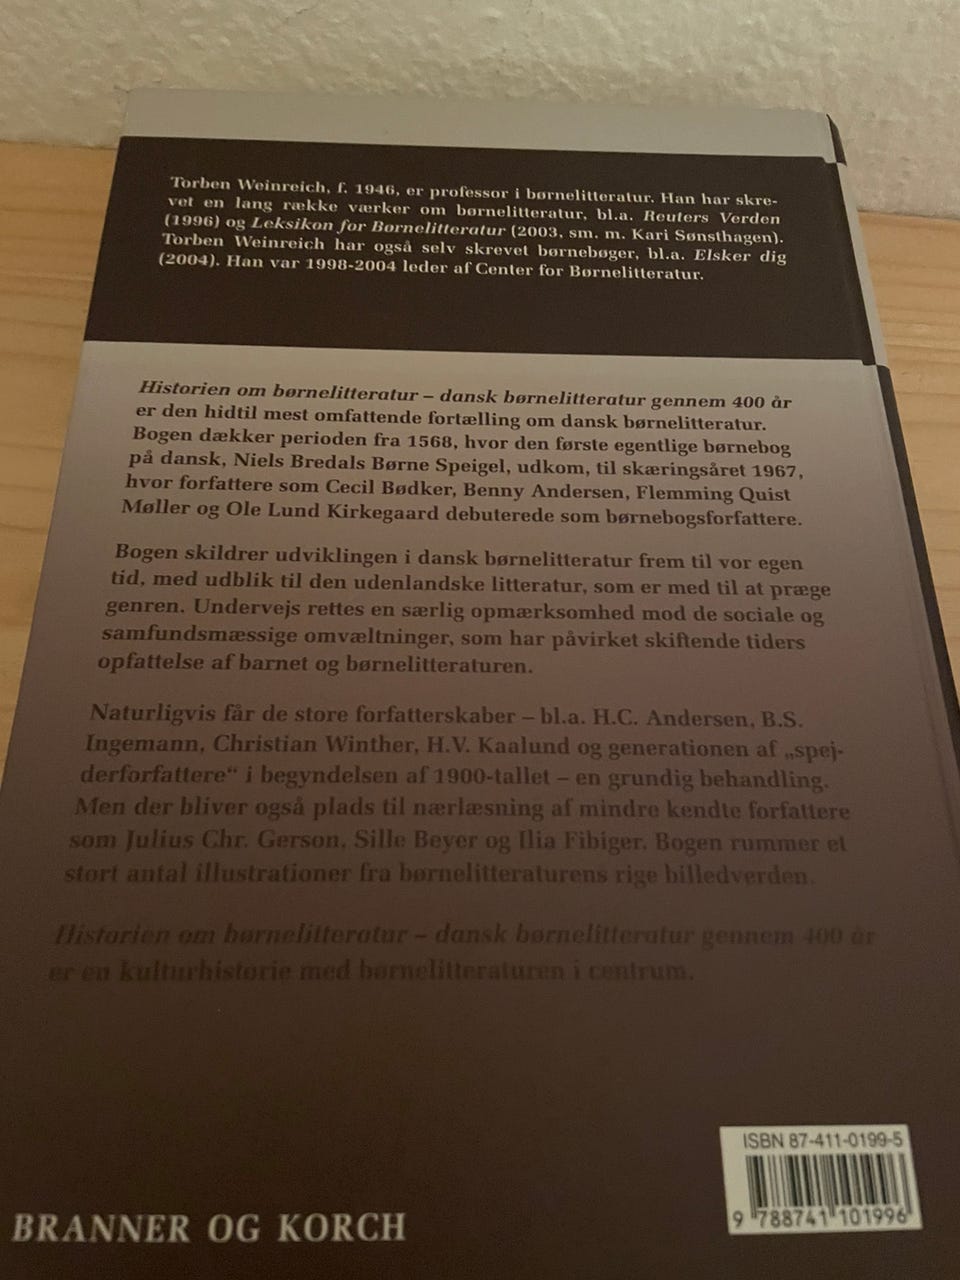 Torben Weinreich, f. 1946, er professor i børnelitteratur. Han har skre-
vet en lang række værker om børnelitteratur, bl.a. Reuters Verden
(1996) og Leksikon for Børnelitteratur (2003, sm. m. Kari Sønsthagen).
Torben Weinreich har også selv skrevet børnebøger, bl.a. Elsker dig
(2004). Han var 1998-2004 leder af Center for Børnelitteratur.
Historien om børnelitteratur – dansk børnelitteratur gennem 400 år
er den hidtil mest omfattende fortælling om dansk børnelitteratur.
Bogen dækker perioden fra 1568, hvor den første egentlige børnebog
på dansk, Niels Bredals Børne Speigel, udkom, til skæringsåret 1967,
hvor forfattere som Cecil Bødker, Benny Andersen, Flemming Quist
Møller og Ole Lund Kirkegaard debuterede som børnebogsforfattere.
Bogen skildrer udviklingen i dansk børnelitteratur frem til vor egen
tid, med udblik til den udenlandske litteratur, som er med til at præge
genren. Undervejs rettes en særlig opmærksomhed mod de sociale og
samfundsmæssige omvæltninger, som har påvirket skiftende tiders
opfattelse af barnet og børnelitteraturen.
Naturligvis får de store forfatterskaber – bl.a. H.C. Andersen, B.S.
Ingemann, Christian Winther, H.V. Kaalund og generationen af „spej-
derforfattere“ i begyndelsen af 1900-tallet – en grundig behandling.
Men der bliver også plads til nærlæsning af mindre kendte forfattere
som Julius Chr. Gerson, Sille Beyer og Ilia Fibiger. Bogen rummer et
stort antal illustrationer fra børnelitteraturens rige billedverden.
Historien om børnelitteratur – dansk børnelitteratur gennem 400 år
er en kulturhistorie med børnelitteraturen i centrum.
ISBN 87-411-0199-5
9 788741 101996
BRANNER OG KORCH